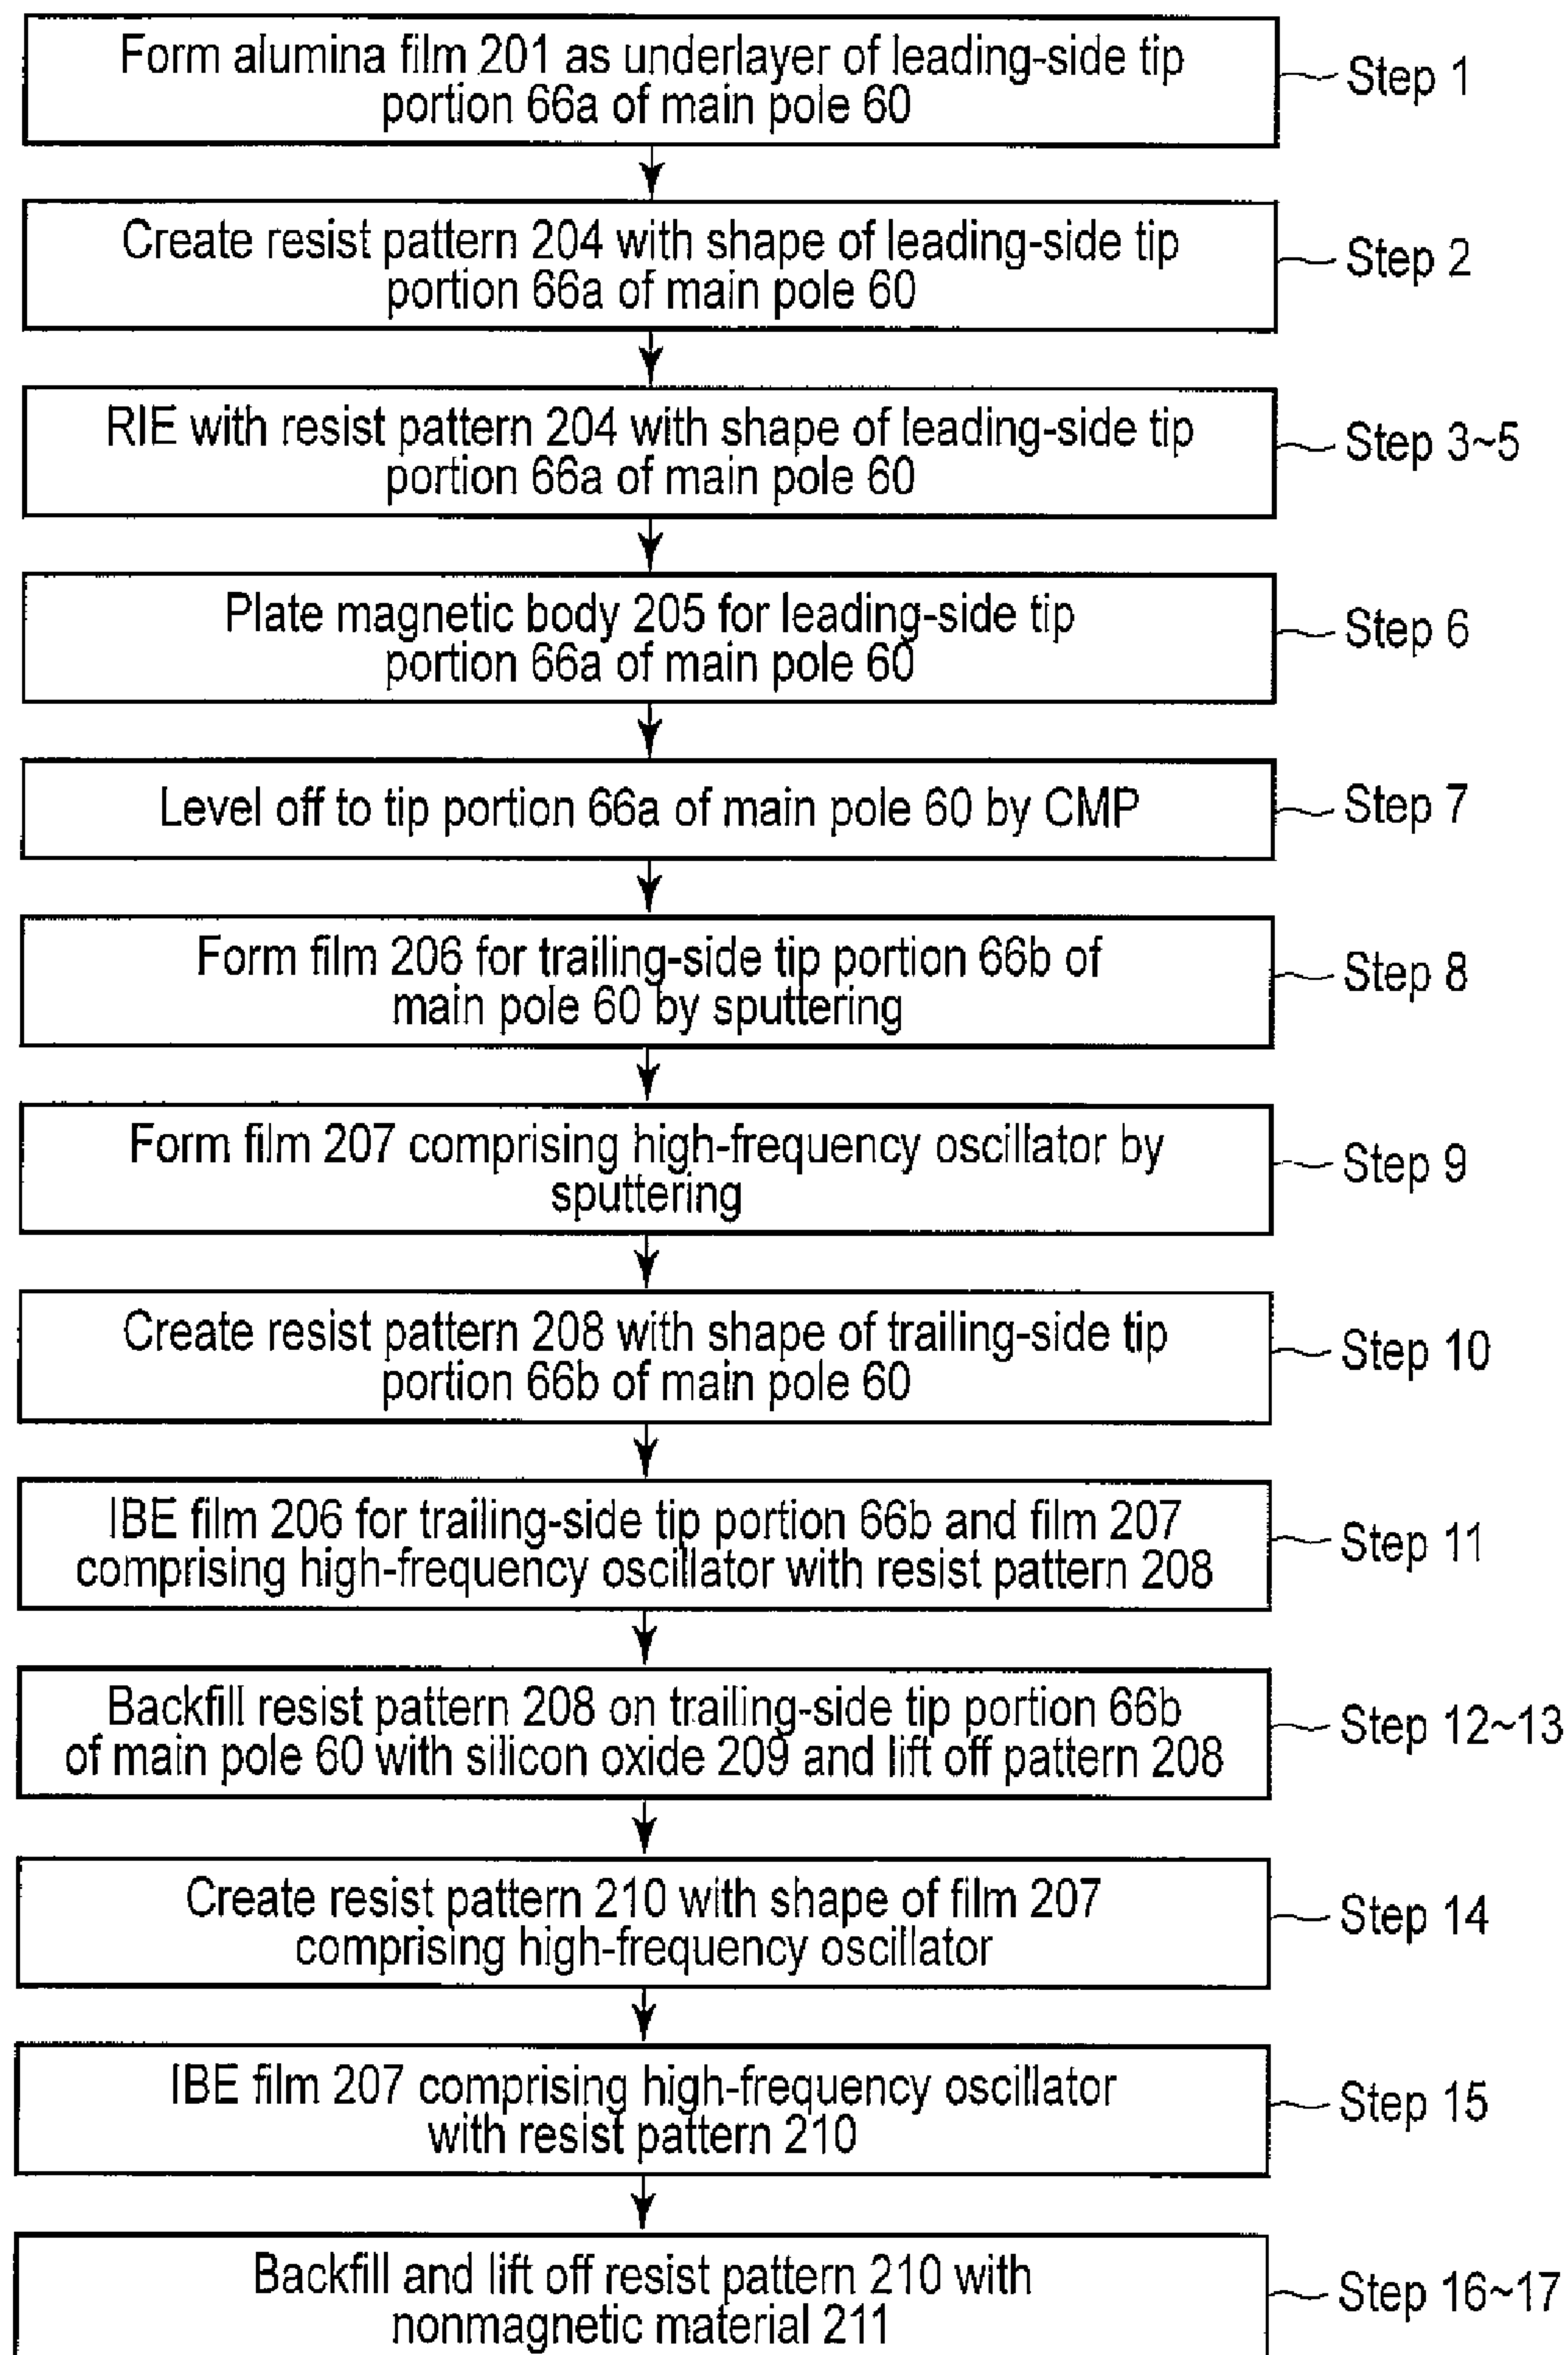 Form alumina film 201 as underlayer of leading-side tip
portion 66a of main pole 60
Step 1
Create resist pattern 204 with shape of leading-side tip
portion 66a of main pole 60
Step 2
RIE with resist pattern 204 with shape of leading-side tip
portion 66a of main pole 60
Step 3~5
Plate magnetic body 205 for leading-side tip
portion 66a of main pole 60
Step 6
Level off to tip portion 66a of main pole 60 by CMP
Step 7
Form film 206 for trailing-side tip portion 66b of
main pole 60 by sputtering
Step 8
Form film 207 comprising high-frequency oscillator by
sputtering
Step 9
Create resist pattern 208 with shape of trailing-side tip
portion 66b of main pole 60
Step 10
IBE film 206 for trailing-side tip portion 66b and film 207
comprising high-frequency oscillator with resist pattern 208
Step 11
Backfill resist pattern 208 on trailing-side tip portion 66b
of main pole 60 with silicon oxide 209 and lift off pattern 208
Step 12~13
Create resist pattern 210 with shape of film 207
comprising high-frequency oscillator
Step 14
IBE film 207 comprising high-frequency oscillator
with resist pattern 210
Step 15
Backfill and lift off resist pattern 210 with
nonmagnetic material 211
Step 16~17